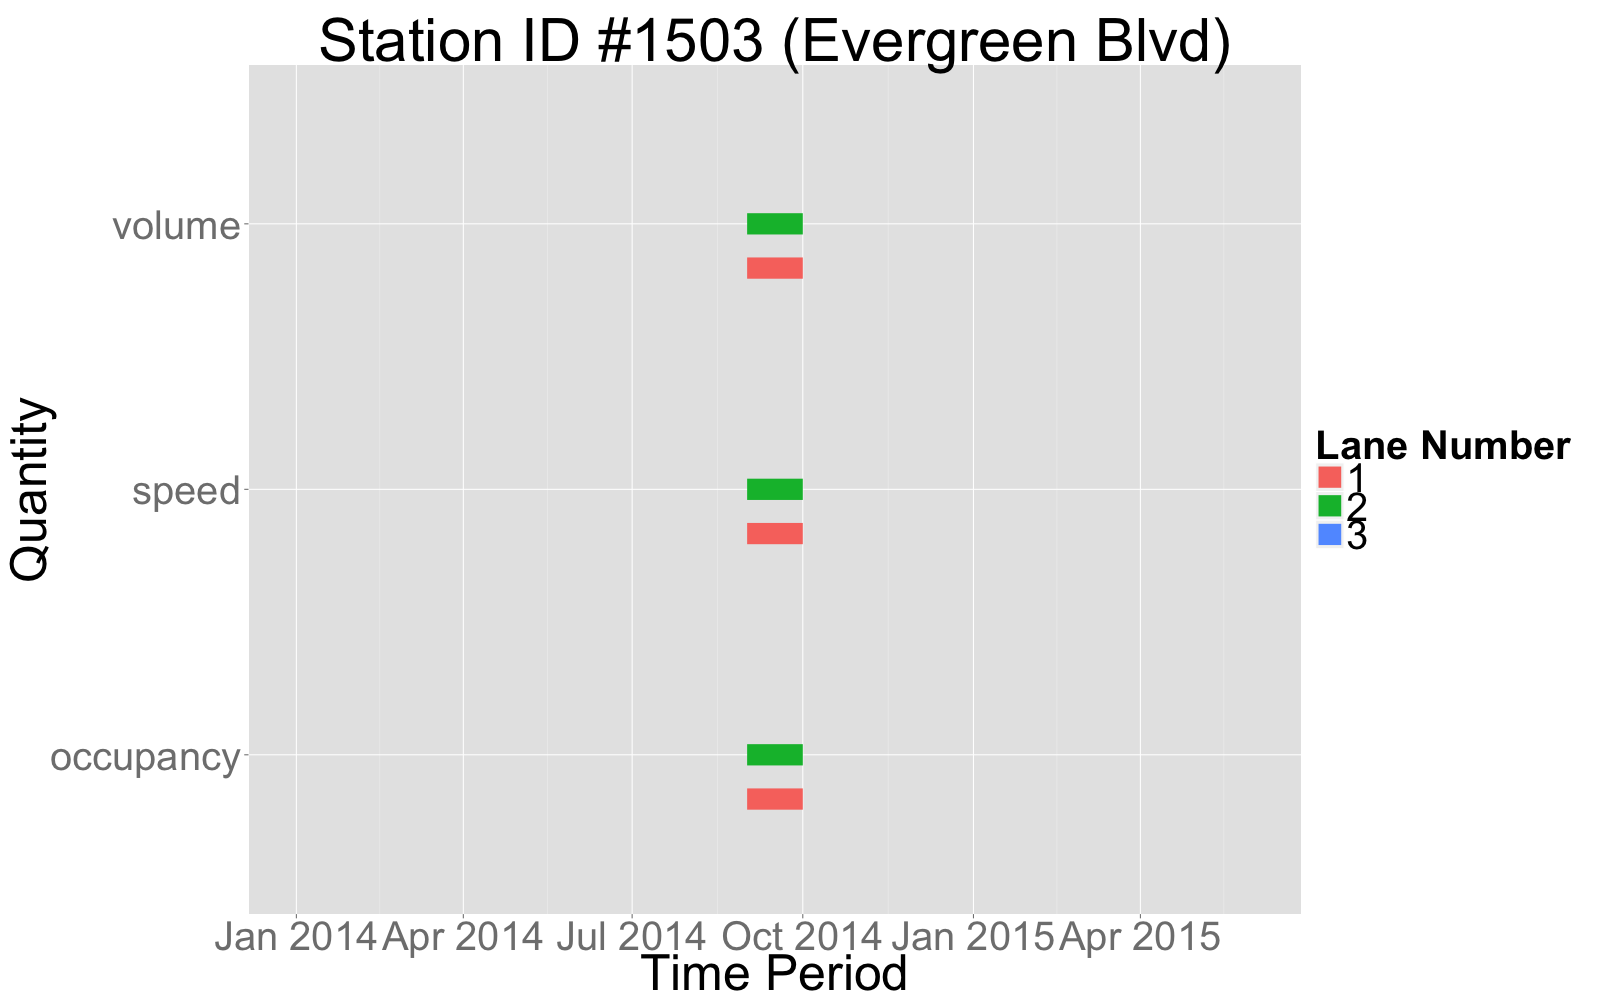 Station ID #1503 (Evergreen Blvd)
volume
speed
occupancy
Quantity
Jan 2014 Apr 2014 Jul 2014 Oct 2014 Jan 2015 Apr 2015
Time Period
Lane Number
1
2
3